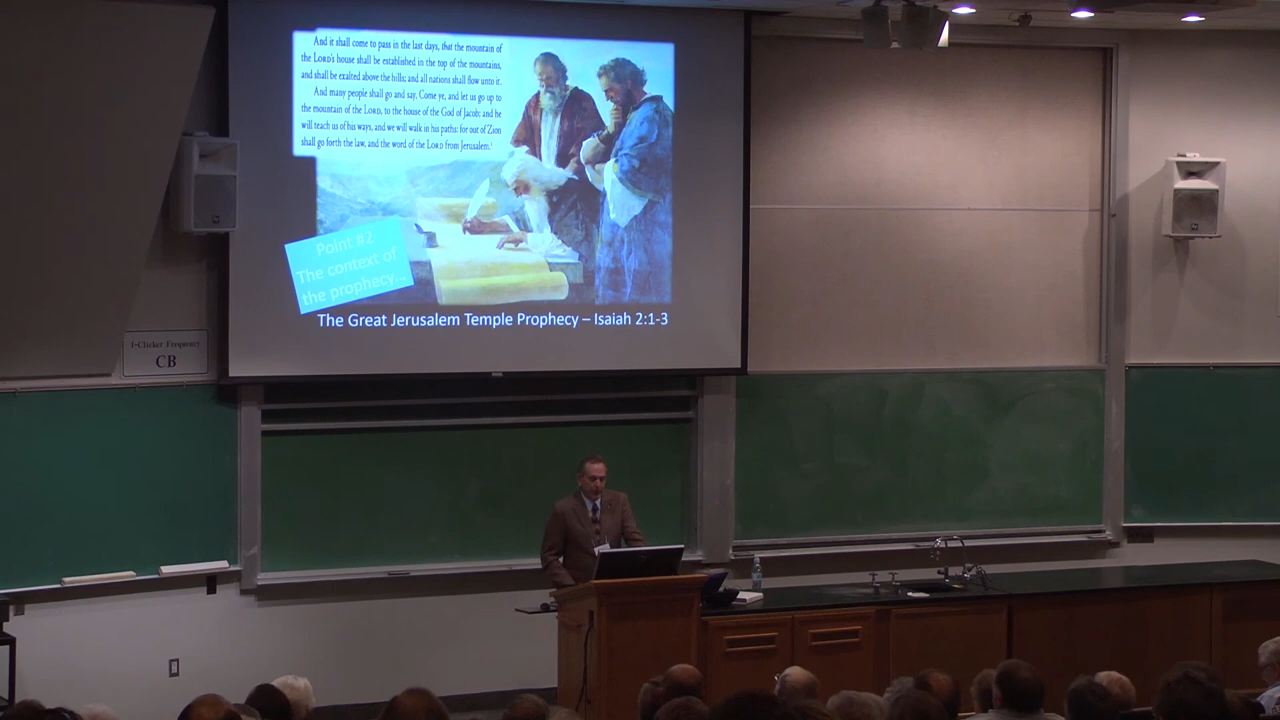 And it shall come to pass in the last days, that the mountain of
the LORD's house shall be established in the top of the mountains,
and shall be exalted above the hills; and all nations shall flow unto it.
And many people shall go and say, Come ye, and let us go up to
the mountain of the LORD, to the house of the God of Jacob; and he
will teach us of his ways, and we will walk in his paths: for out of Zion
shall go forth the law, and the word of the LORD from Jerusalem.¹
Point #2
The context of
the prophecy...
The Great Jerusalem Temple Prophecy – Isaiah 2:1-3
I-Clicker Frequency
CB